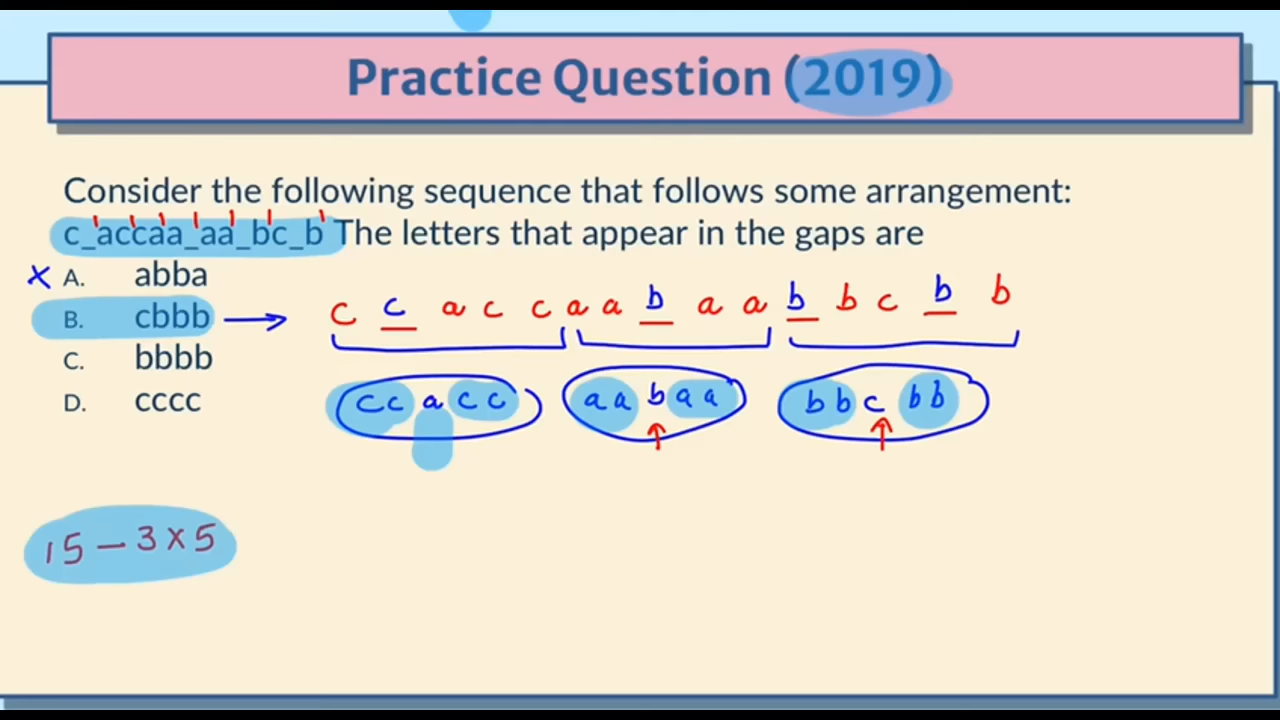 Practice Question (2019)
Consider the following sequence that follows some arrangement:
c_accaa_aa_bc_b The letters that appear in the gaps are
x A. abba
B. cbbb → c c a c c a a b a a b b c b b
C. bbbb
D. cccc
cc a cc aa b aa bb c bb
15 – 3 x 5